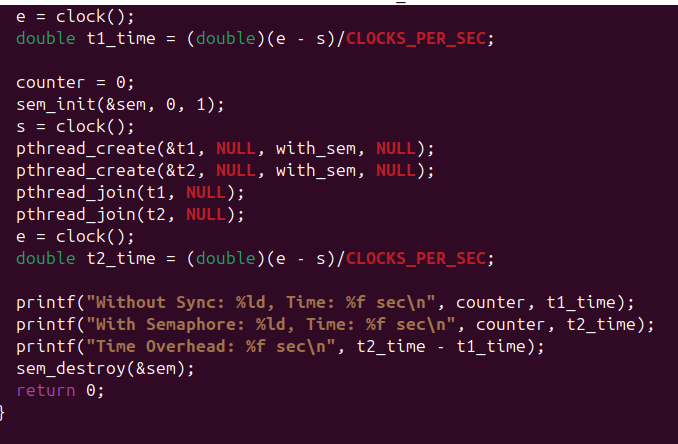 e = clock();
double t1_time = (double)(e - s)/CLOCKS_PER_SEC;
counter = 0;
sem_init(&sem, 0, 1);
s = clock();
pthread_create(&t1, NULL, with_sem, NULL);
pthread_create(&t2, NULL, with_sem, NULL);
pthread_join(t1, NULL);
pthread_join(t2, NULL);
e = clock();
double t2_time = (double)(e - s)/CLOCKS_PER_SEC;
printf("Without Sync: %ld, Time: %f sec\n", counter, t1_time);
printf("With Semaphore: %ld, Time: %f sec\n", counter, t2_time);
printf("Time Overhead: %f sec\n", t2_time - t1_time);
sem_destroy(&sem);
return 0;
}